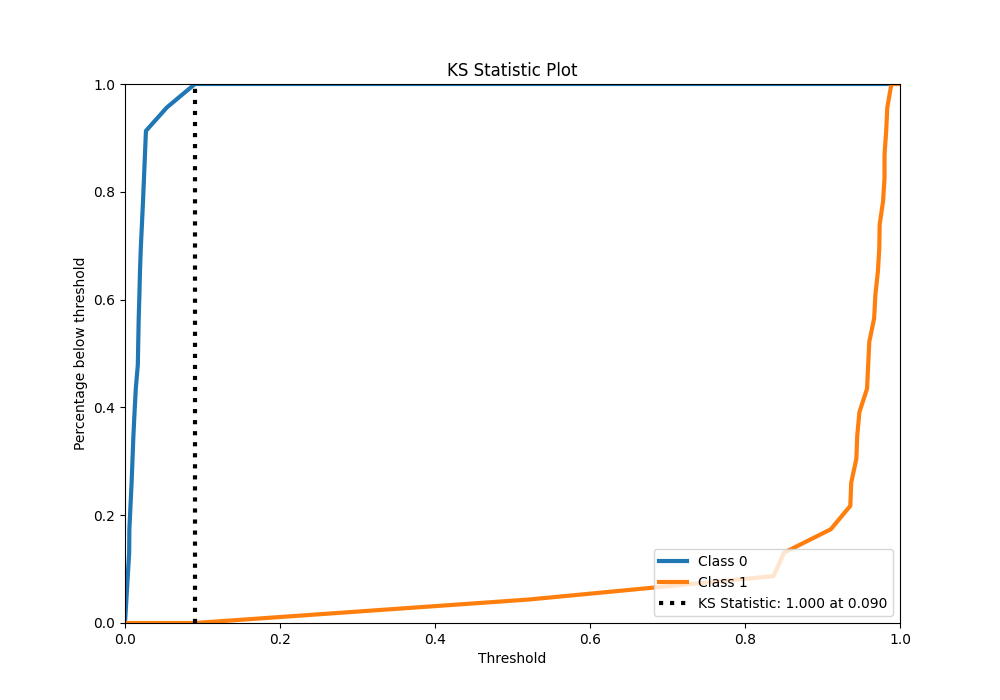 KS Statistic Plot
1.0
0.8
0.6
0.4
0.2
0.0
Percentage below threshold
0.0 0.2 0.4 0.6 0.8 1.0
Threshold
Class 0
Class 1
KS Statistic: 1.000 at 0.090